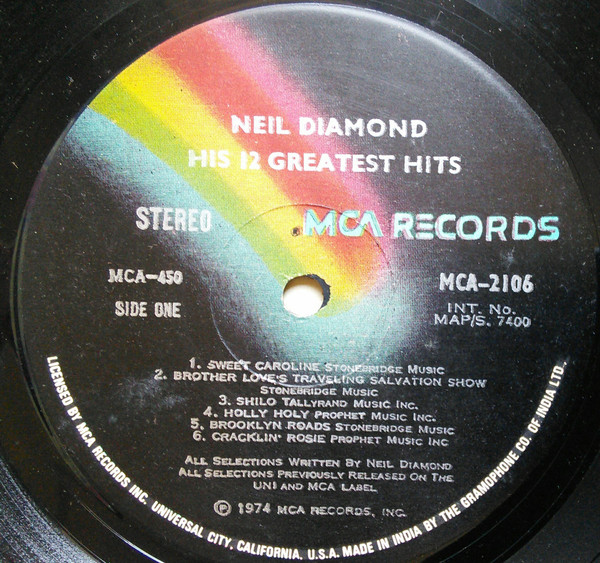 NEIL DIAMOND
HIS 12 GREATEST HITS
STEREO
MCA RECORDS
MCA-450
MCA-2106
SIDE ONE
INT. No.
MAP/S. 7400
1. SWEET CAROLINE STONEBRIDGE MUSIC
2. BROTHER LOVE'S TRAVELING SALVATION SHOW
STONEBRIDGE MUSIC
3. SHILO TALLYRAND MUSIC INC.
4. HOLLY HOLY PROPHET MUSIC INC.
5. BROOKLYN ROADS STONEBRIDGE MUSIC
6. CRACKLIN' ROSIE PROPHET MUSIC INC
ALL SELECTIONS WRITTEN BY NEIL DIAMOND
ALL SELECTIONS PREVIOUSLY RELEASED ON THE
UNI AND MCA LABEL
Ⓟ 1974 MCA RECORDS, INC.
LICENSED BY MCA RECORDS INC. UNIVERSAL CITY, CALIFORNIA. U.S.A. MADE IN INDIA BY THE GRAMOPHONE CO. OF INDIA LTD.